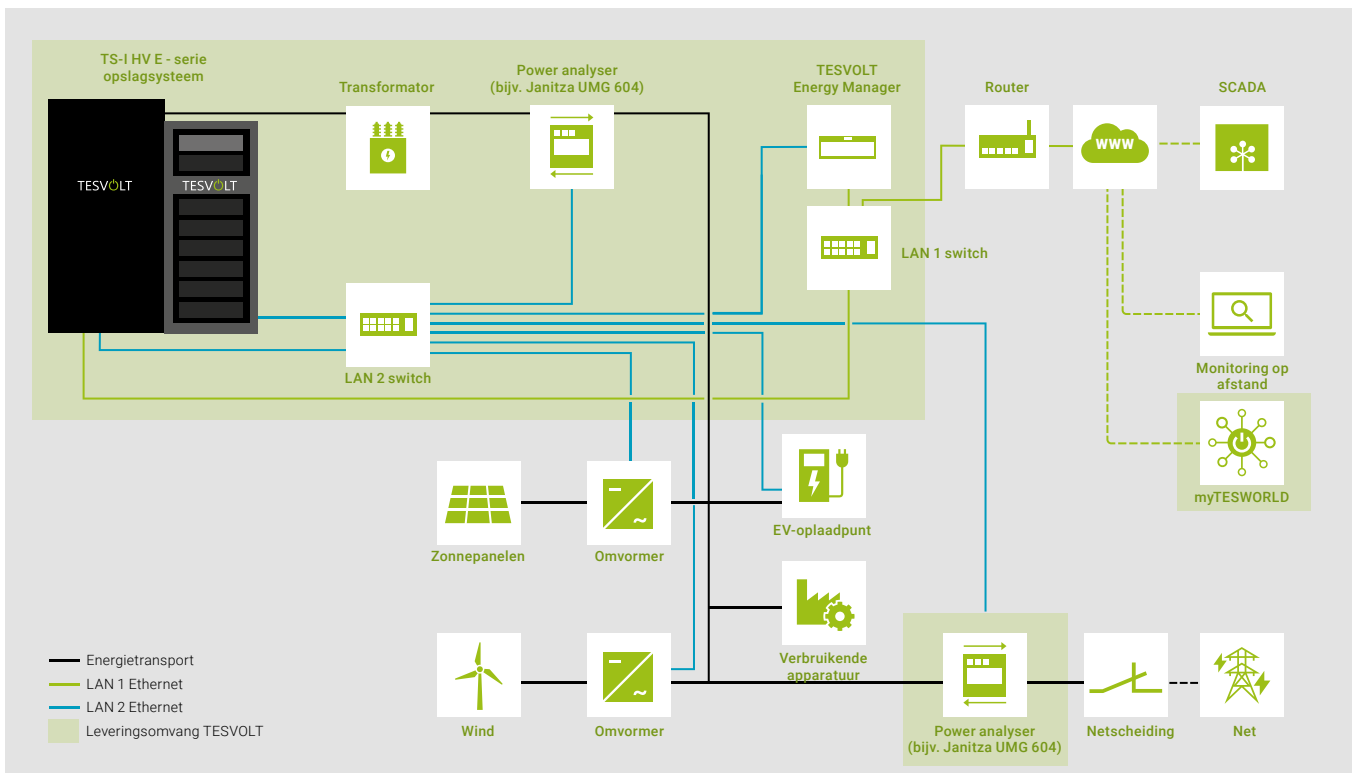 TS-I HV E - serie
opslagsysteem
Transformator
Power analyser
(bijv. Janitza UMG 604)
TESVOLT
Energy Manager
Router
SCADA
WWW
TESVOLT
TESVOLT
LAN 1 switch
LAN 2 switch
Monitoring op
afstand
myTESWORLD
EV-oplaadpunt
Zonnepanelen
Omvormer
Verbruikende
apparatuur
Wind
Omvormer
Power analyser
(bijv. Janitza UMG 604)
Netscheiding
Net
Energietransport
LAN 1 Ethernet
LAN 2 Ethernet
Leveringsomvang TESVOLT